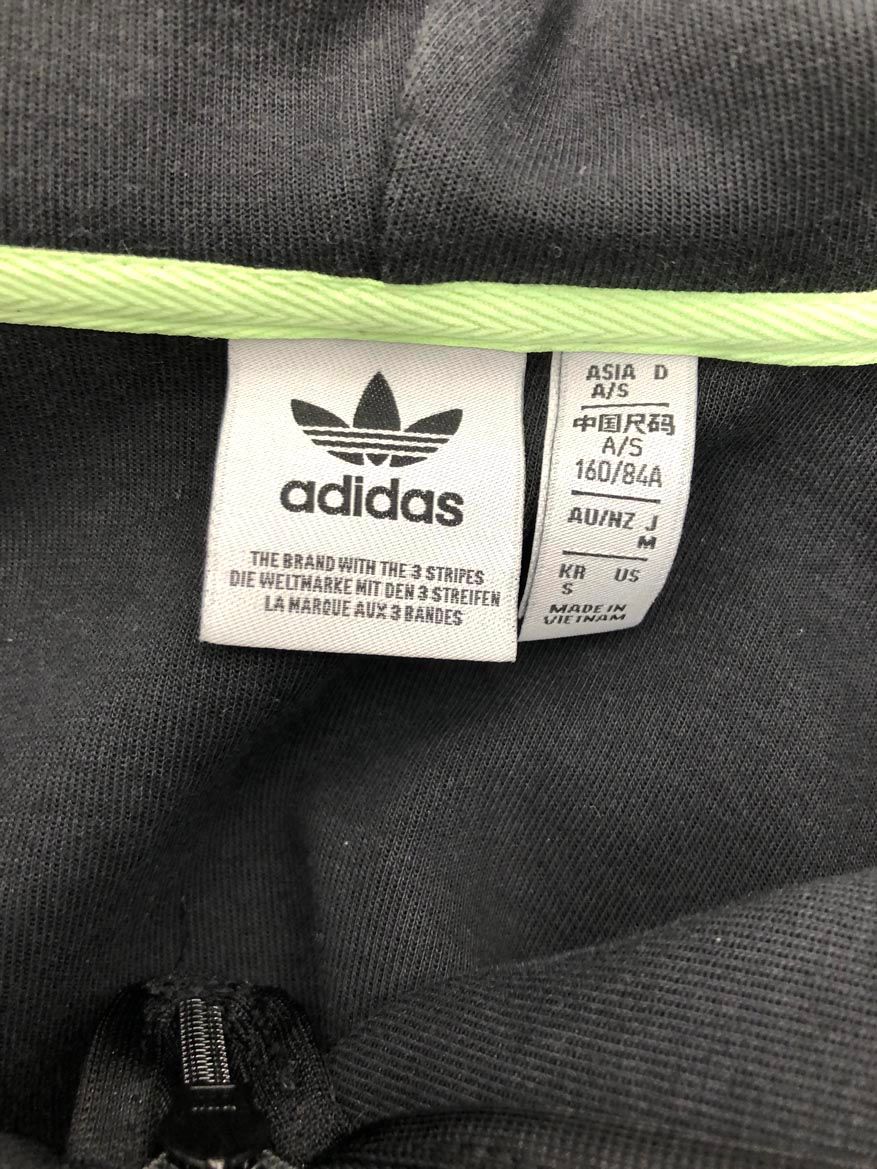 adidas
THE BRAND WITH THE 3 STRIPES
DIE WELTMARKE MIT DEN 3 STREIFEN
LA MARQUE AUX 3 BANDES
ASIA D
A/S
中国尺码
A/S
160/84A
AU/NZ J
M
KR US
S
MADE IN
VIETNAM